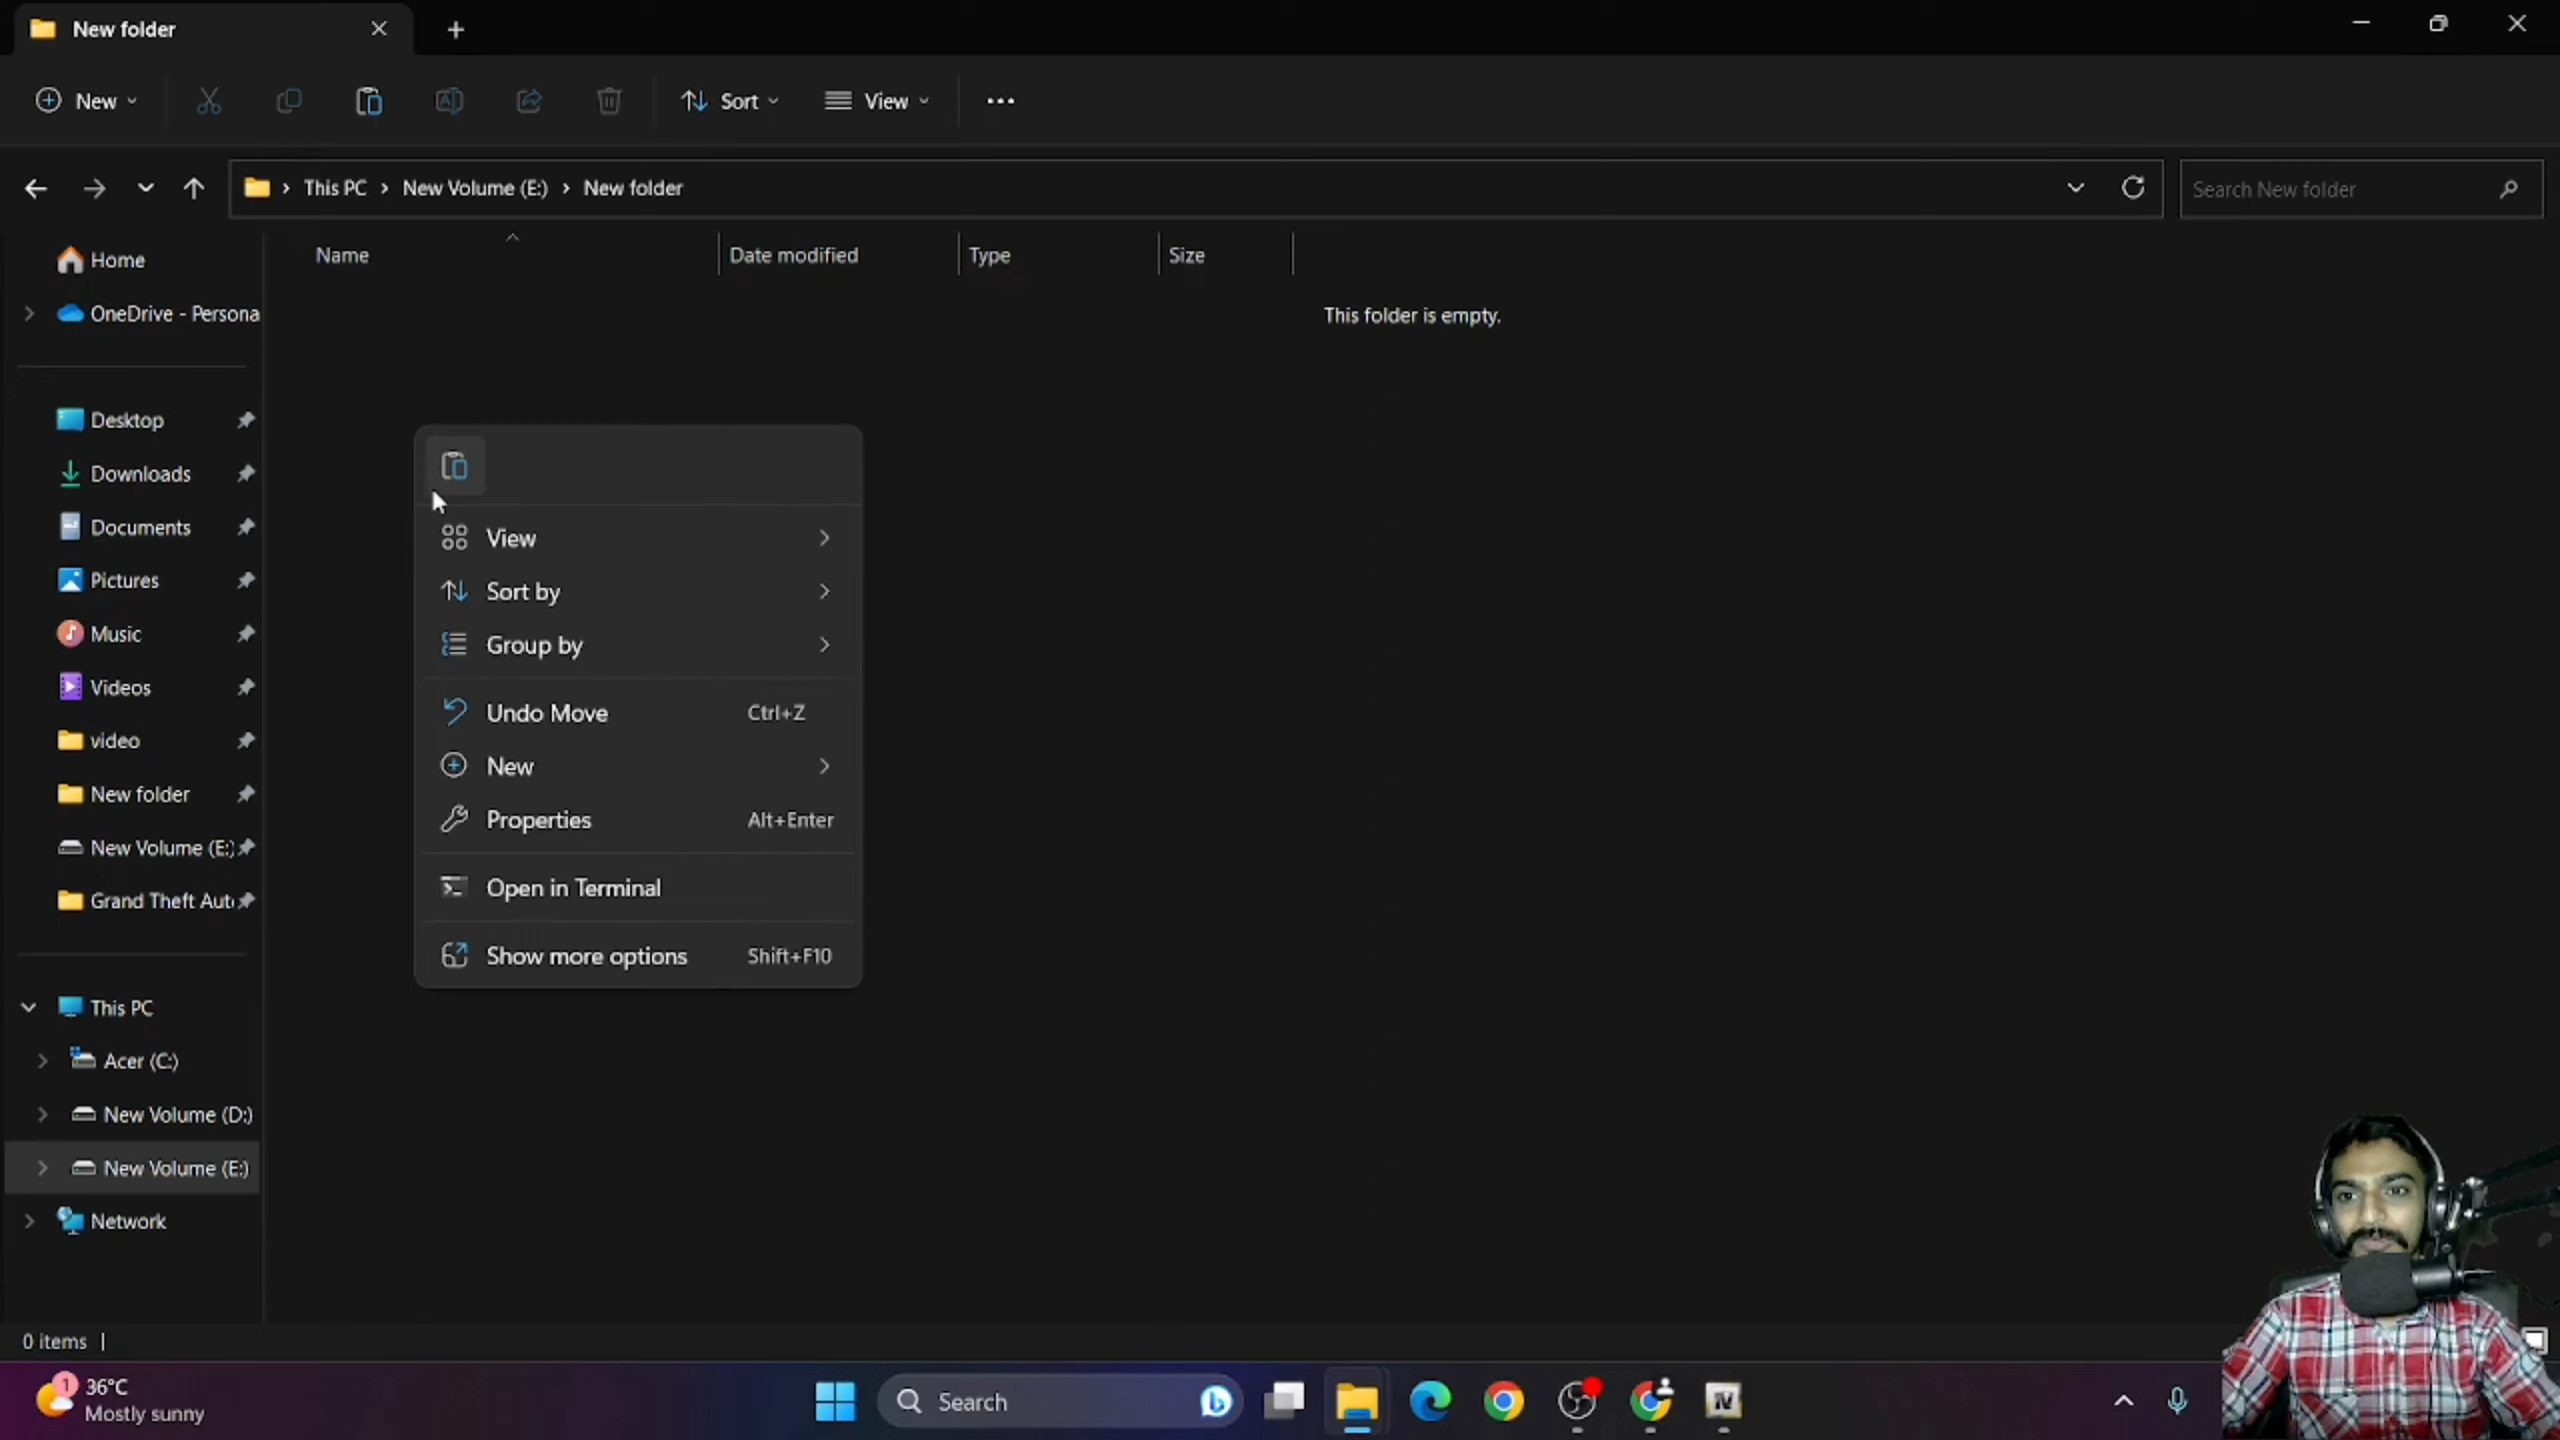 New folder
New
Sort
View
This PC
New Volume (E:)
New folder
Search New folder
Name
Date modified
Type
Size
This folder is empty.
Home
OneDrive - Persona
Desktop
Downloads
Documents
Pictures
Music
Videos
video
New folder
New Volume (E:)
Grand Theft Aut
This PC
Acer (C:)
New Volume (D:)
New Volume (E:)
Network
View
Sort by
Group by
Undo Move Ctrl+Z
New
Properties Alt+Enter
Open in Terminal
Show more options Shift+F10
0 items
1
36°C
Mostly sunny
Search
IV